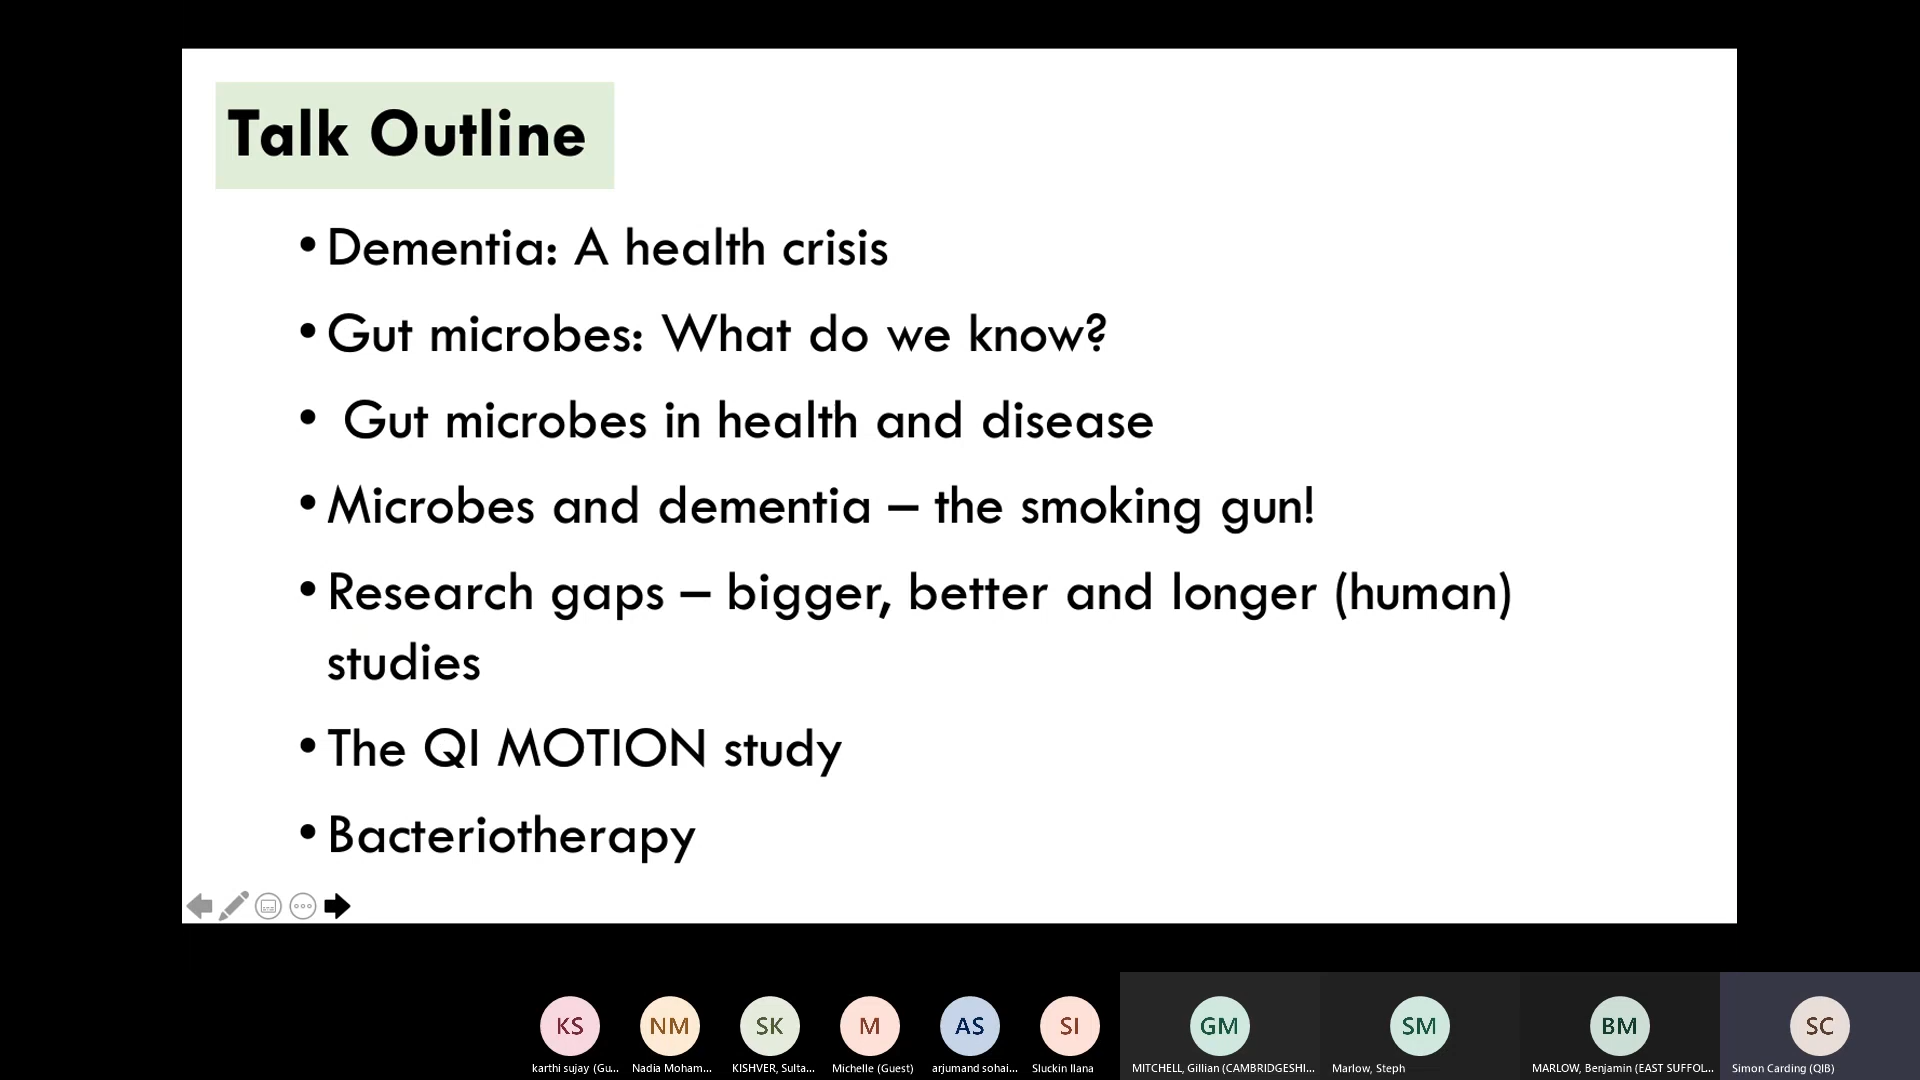 Talk Outline
• Dementia: A health crisis
• Gut microbes: What do we know?
• Gut microbes in health and disease
• Microbes and dementia – the smoking gun!
• Research gaps – bigger, better and longer (human)
studies
• The QI MOTION study
• Bacteriotherapy
KS NM SK M AS SI GM SM BM SC
karthi sujay (Gu... Nadia Moham... KISHVER, Sulta... Michelle (Guest) arjumand sohai... Sluckin Ilana MITCHELL, Gillian (CAMBRIDGESHI... Marlow, Steph MARLOW, Benjamin (EAST SUFFOL... Simon Carding (QIB)